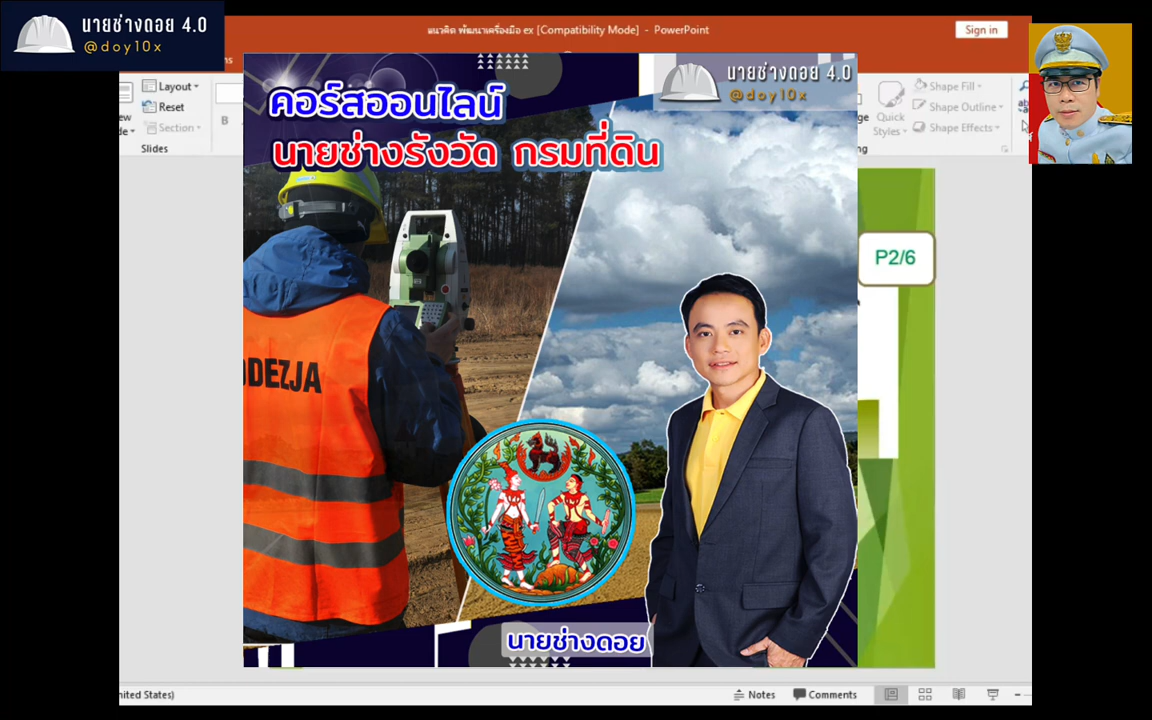 นายช่างดอย 4.0
@doy10x
แนวคิด พัฒนาเครื่องมือ ex [Compatibility Mode] - PowerPoint
Sign in
Layout
Reset
Section
Slides
B
Shape Fill
Shape Outline
Shape Effects
Quick
Styles
นายช่างดอย 4.0
@doy10x
คอร์สออนไลน์
นายช่างรังวัด กรมที่ดิน
P2/6
ODEZJA
นายช่างดอย
Notes
Comments